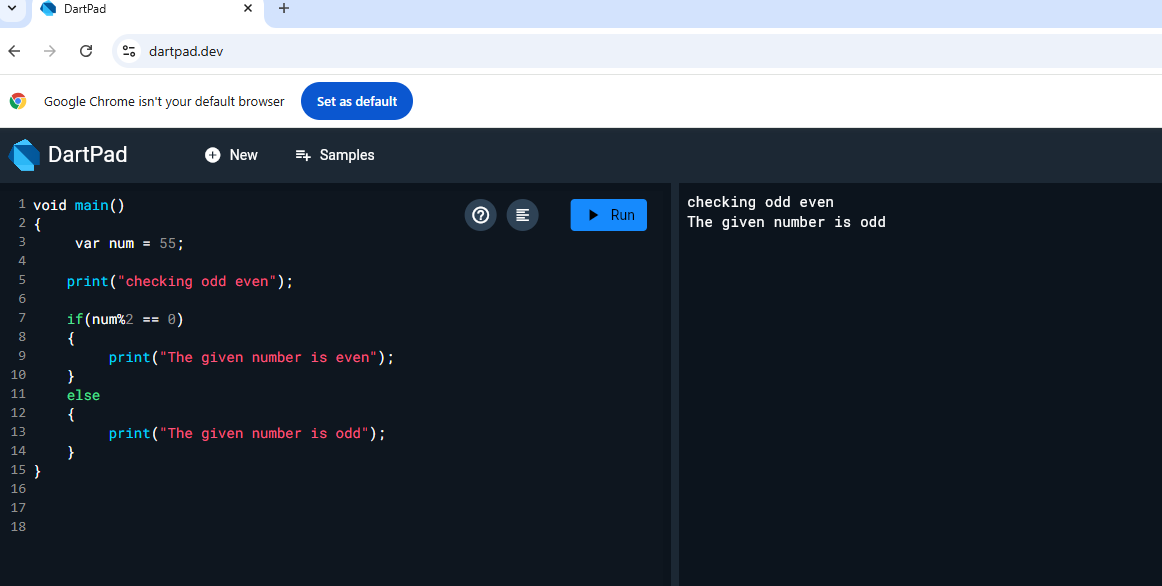 DartPad
dartpad.dev
Google Chrome isn't your default browser Set as default
DartPad New Samples
Run
1 void main()
2 {
3 var num = 55;
4
5 print("checking odd even");
6
7 if(num%2 == 0)
8 {
9 print("The given number is even");
10 }
11 else
12 {
13 print("The given number is odd");
14 }
15 }
16
17
18
checking odd even
The given number is odd